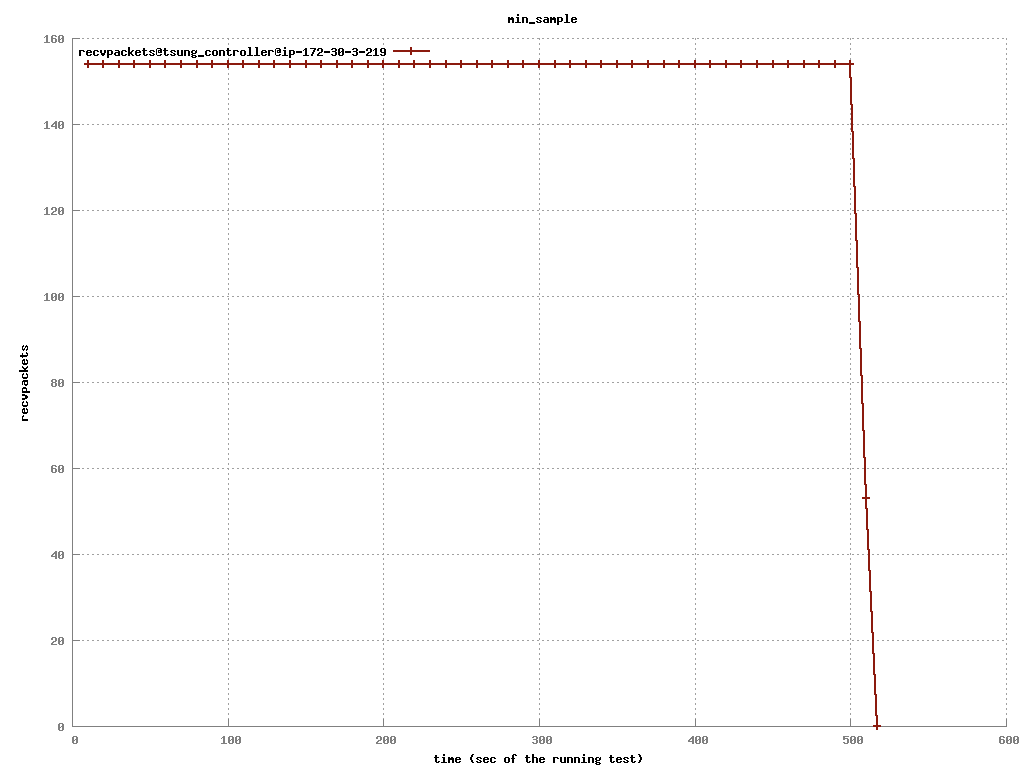 min_sample
160
recvpackets@tsung_controller@ip-172-30-3-219
140
120
100
80
60
40
20
0
recvpackets
0 100 200 300 400 500 600
time (sec of the running test)